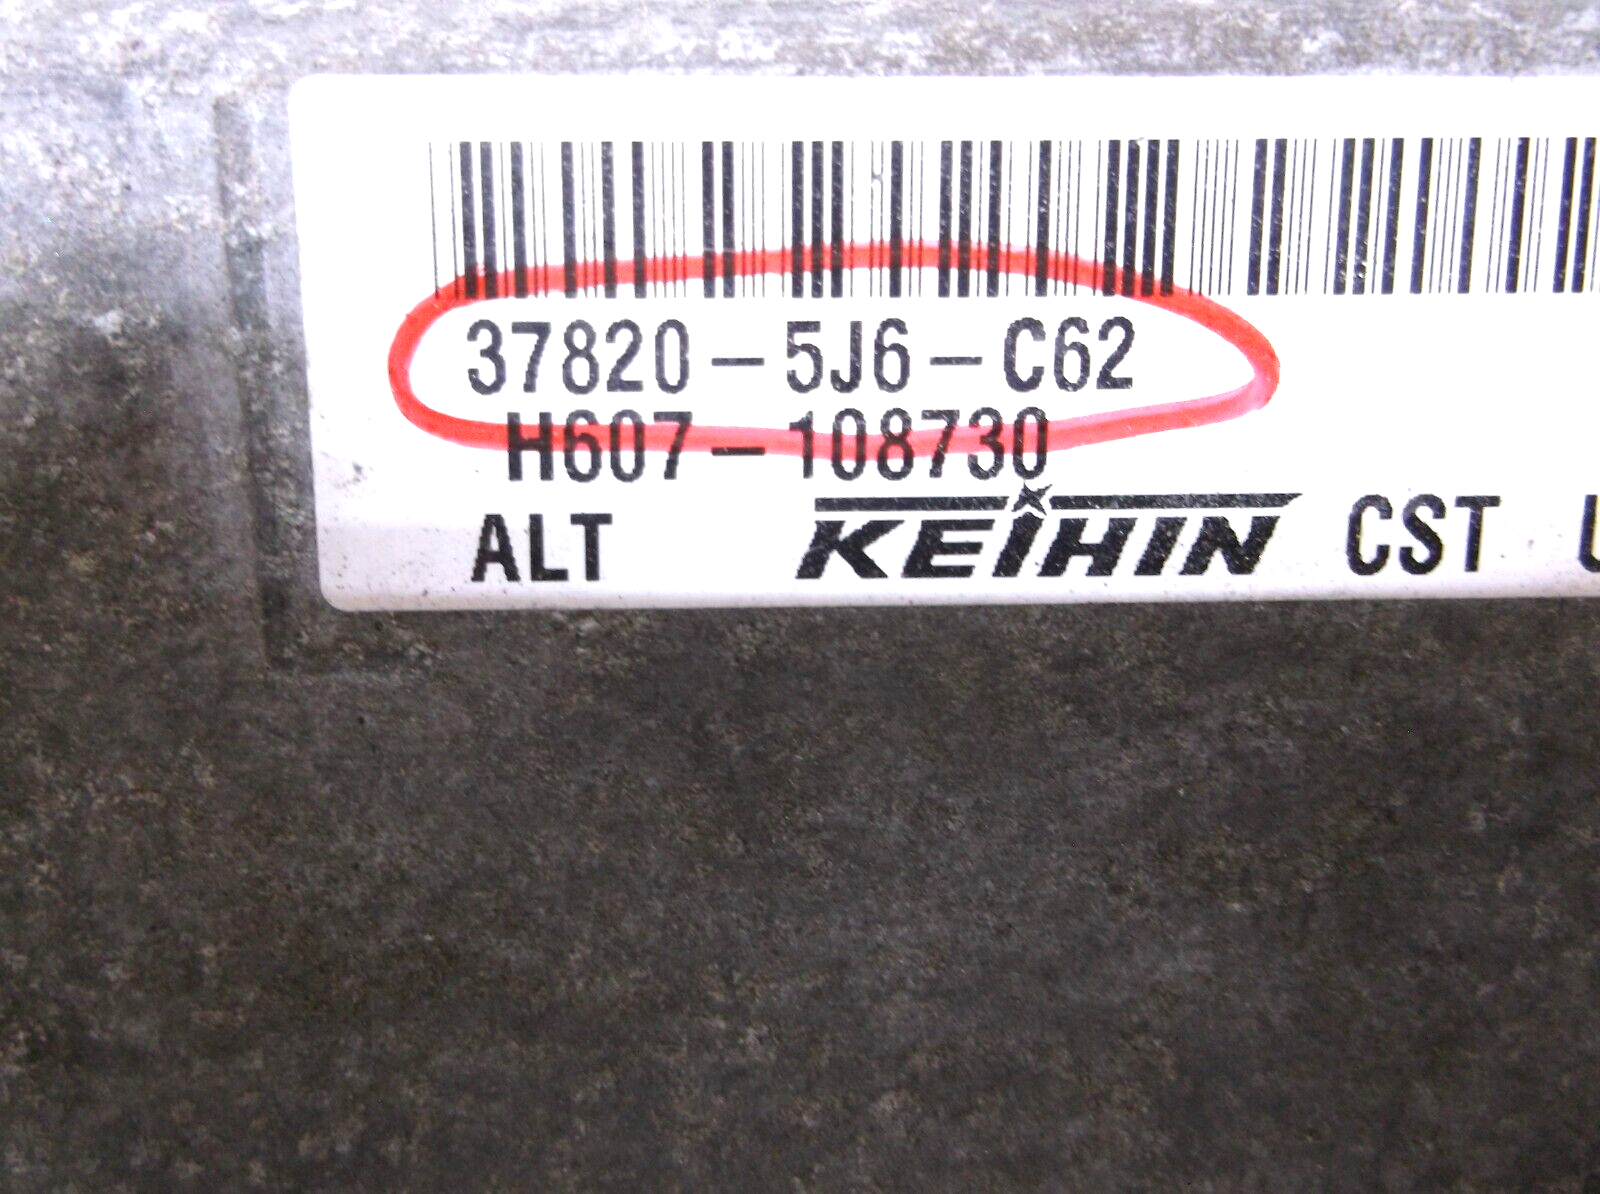 37820-5J6-C62
H607-108730
ALT KEIHIN CST